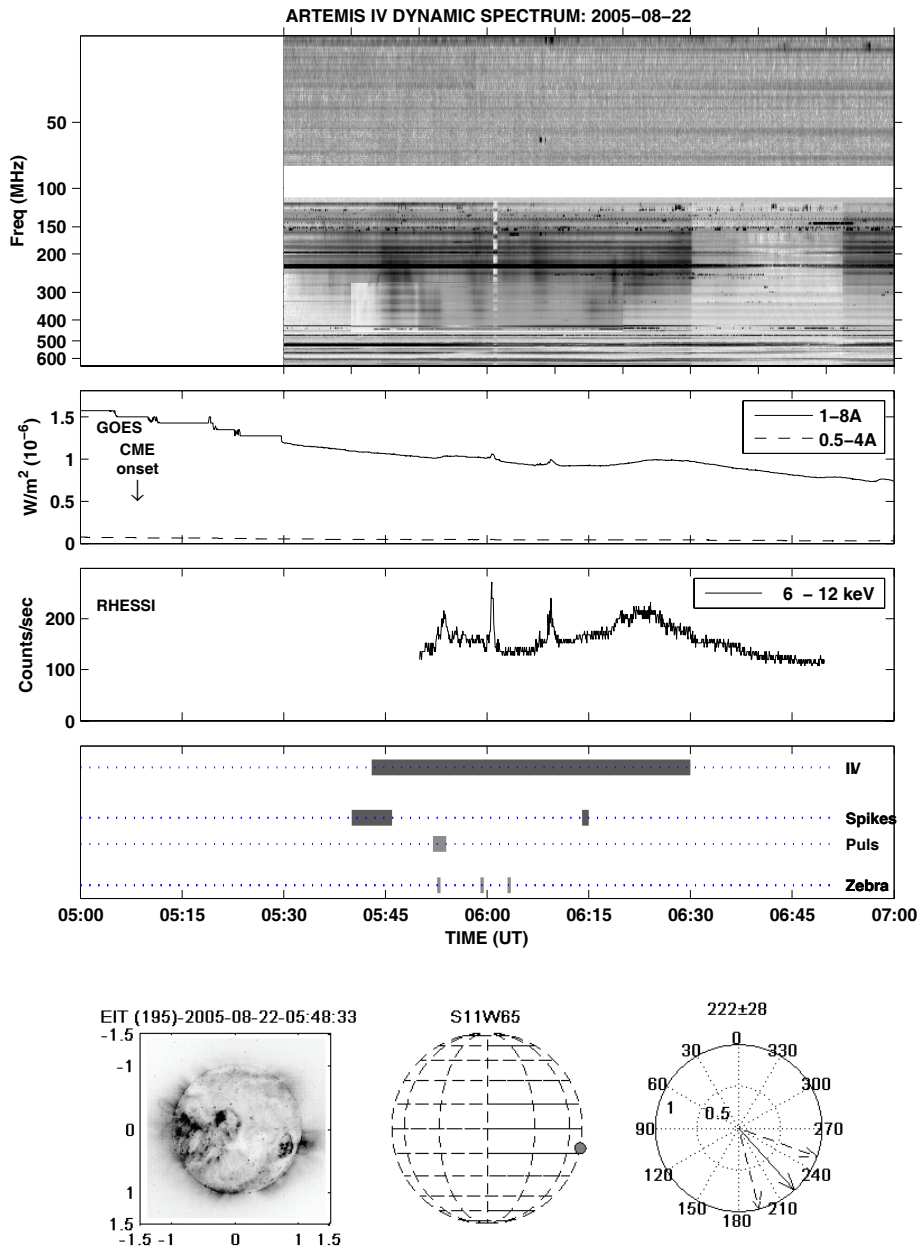 ARTEMIS IV DYNAMIC SPECTRUM: 2005−08−22
Freq (MHz)
50
100
150
200
300
400
500
600
W/m² (10⁻⁶)
1.5
1
0.5
0
GOES
CME
onset
1−8A
0.5−4A
Counts/sec
200
100
0
RHESSI
6 − 12 keV
IV
Spikes
Puls
Zebra
05:00 05:15 05:30 05:45 06:00 06:15 06:30 06:45 07:00
TIME (UT)
EIT (195)-2005-08-22-05:48:33
-1.5
-1
0
1
1.5
-1.5 -1 0 1 1.5
S11W65
222±28
0
30 330
60 300
1 0.5
90 270
120 240
150 210
180